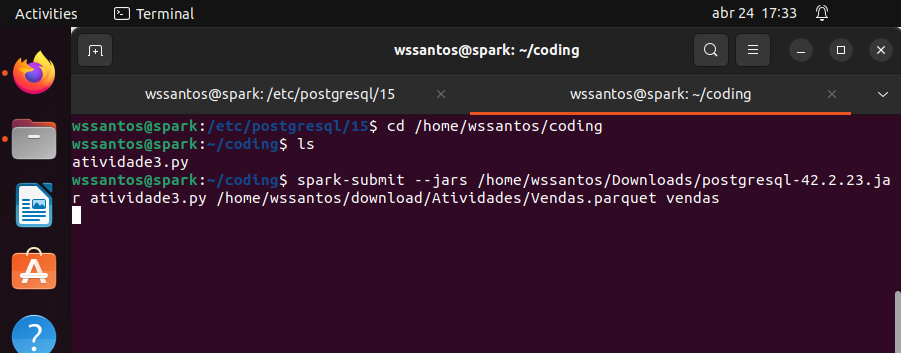 Activities Terminal abr 24 17:33
wssantos@spark: ~/coding
wssantos@spark: /etc/postgresql/15 wssantos@spark: ~/coding
wssantos@spark:/etc/postgresql/15$ cd /home/wssantos/coding
wssantos@spark:~/coding$ ls
atividade3.py
wssantos@spark:~/coding$ spark-submit --jars /home/wssantos/Downloads/postgresql-42.2.23.ja
r atividade3.py /home/wssantos/download/Atividades/Vendas.parquet vendas